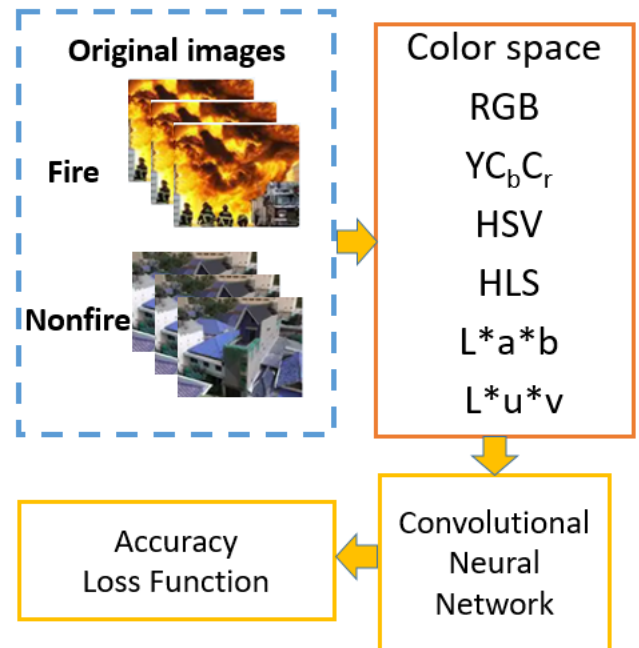 Original images
Fire
Nonfire
Color space
RGB
YCbCr
HSV
HLS
L*a*b
L*u*v
Convolutional
Neural
Network
Accuracy
Loss Function